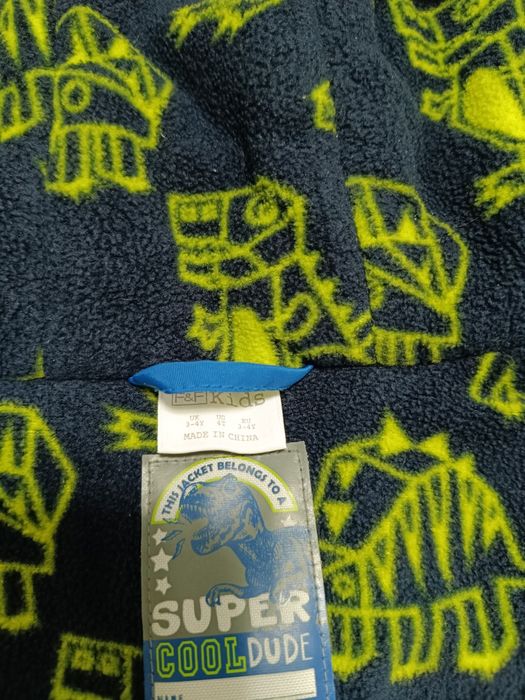 F&F Kids
UK US EU
3-4Y 4T 3-4Y
MADE IN CHINA
THIS JACKET BELONGS TO A
SUPER
COOL DUDE
NAME